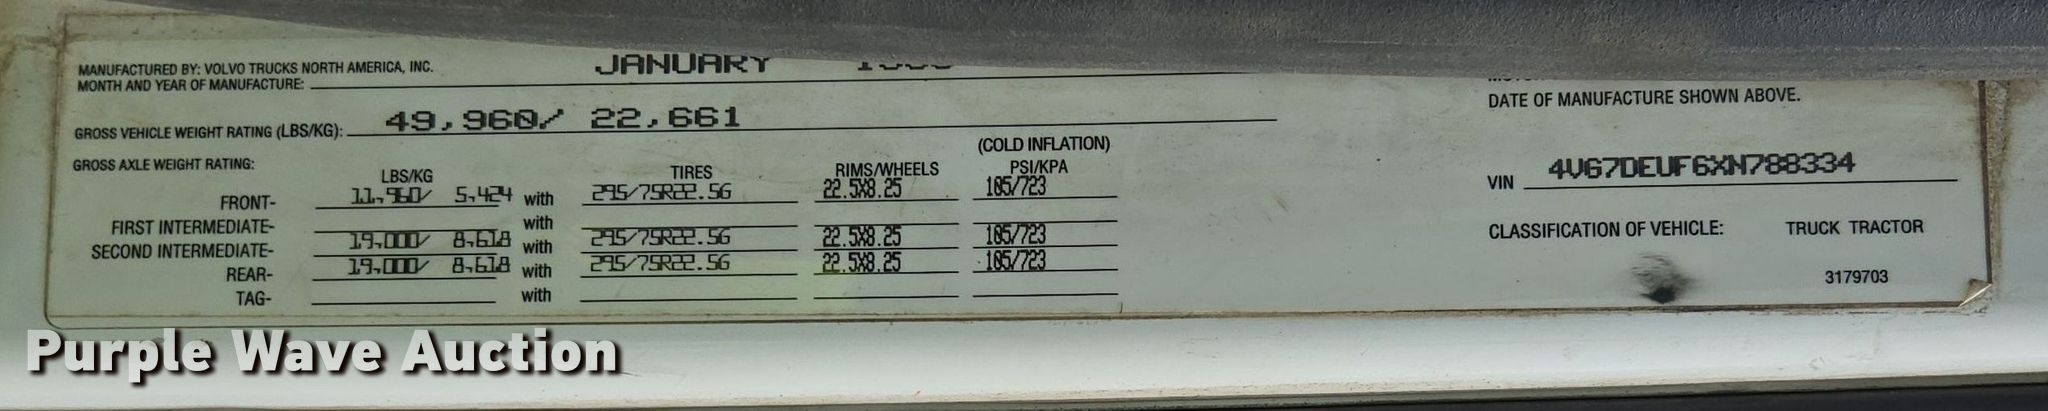 MANUFACTURED BY: VOLVO TRUCKS NORTH AMERICA, INC.
MONTH AND YEAR OF MANUFACTURE: JANUARY
DATE OF MANUFACTURE SHOWN ABOVE.
GROSS VEHICLE WEIGHT RATING (LBS/KG): 49,960/ 22,661
GROSS AXLE WEIGHT RATING:
(COLD INFLATION)
LBS/KG TIRES RIMS/WHEELS PSI/KPA
FRONT- 11,960/ 5,424 with 295/75R22.5G 22.5X8.25 105/723
FIRST INTERMEDIATE- with
SECOND INTERMEDIATE- 19,000/ 8,618 with 295/75R22.5G 22.5X8.25 105/723
REAR- 19,000/ 8,618 with 295/75R22.5G 22.5X8.25 105/723
TAG- with
VIN 4V67DEUF6XN788334
CLASSIFICATION OF VEHICLE: TRUCK TRACTOR
3179703
Purple Wave Auction